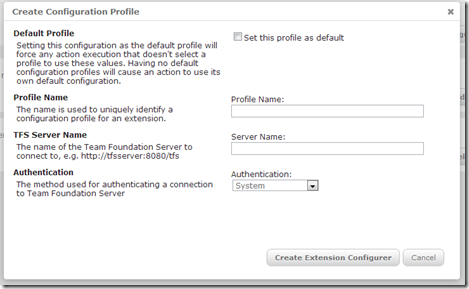 Create Configuration Profile
Default Profile
Setting this configuration as the default profile will
force any action execution that doesn't select a
profile to use these values. Having no default
configuration profiles will cause an action to use its
own default configuration.
Set this profile as default
Profile Name
The name is used to uniquely identify a
configuration profile for an extension.
Profile Name:
TFS Server Name
The name of the Team Foundation Server to
connect to, e.g. http://tfsserver:8080/tfs
Server Name:
Authentication
The method used for authenticating a connection
to Team Foundation Server
Authentication:
System
Create Extension Configurer
Cancel